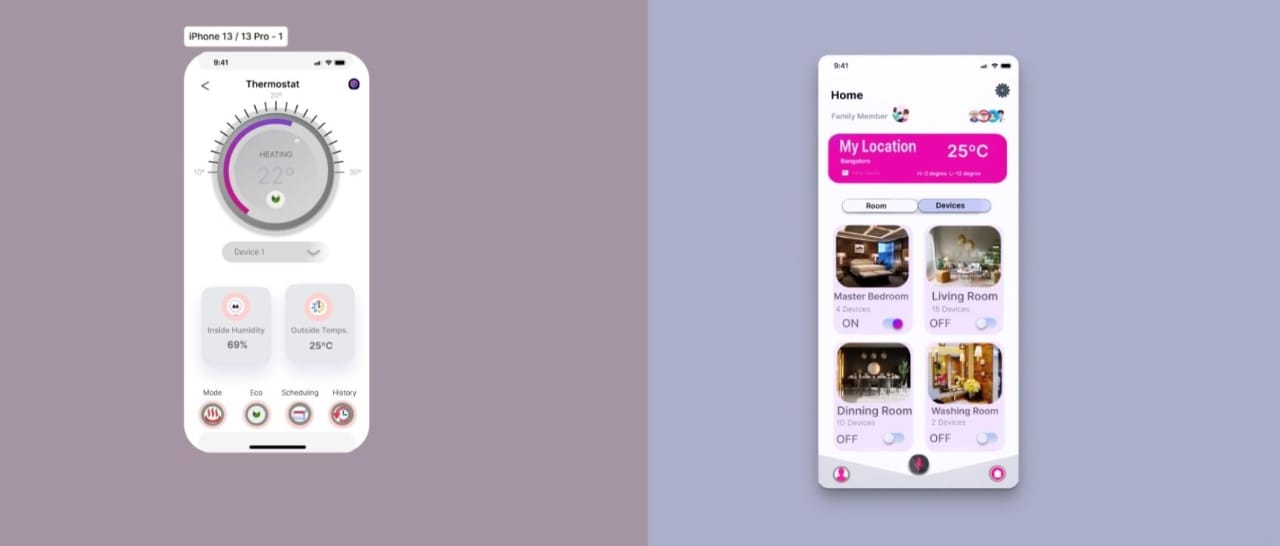 iPhone 13 / 13 Pro - 1
9:41
<
Thermostat
20°
10°
30°
HEATING
22°
Device 1
Inside Humidity
69%
Outside Temps.
25°C
Mode
Eco
Scheduling
History
9:41
Home
Family Member
My Location
25°C
Bangalore
H-3 degree L-12 degree
Room
Devices
Master Bedroom
4 Devices
ON
Living Room
15 Devices
OFF
Dinning Room
10 Devices
OFF
Washing Room
2 Devices
OFF